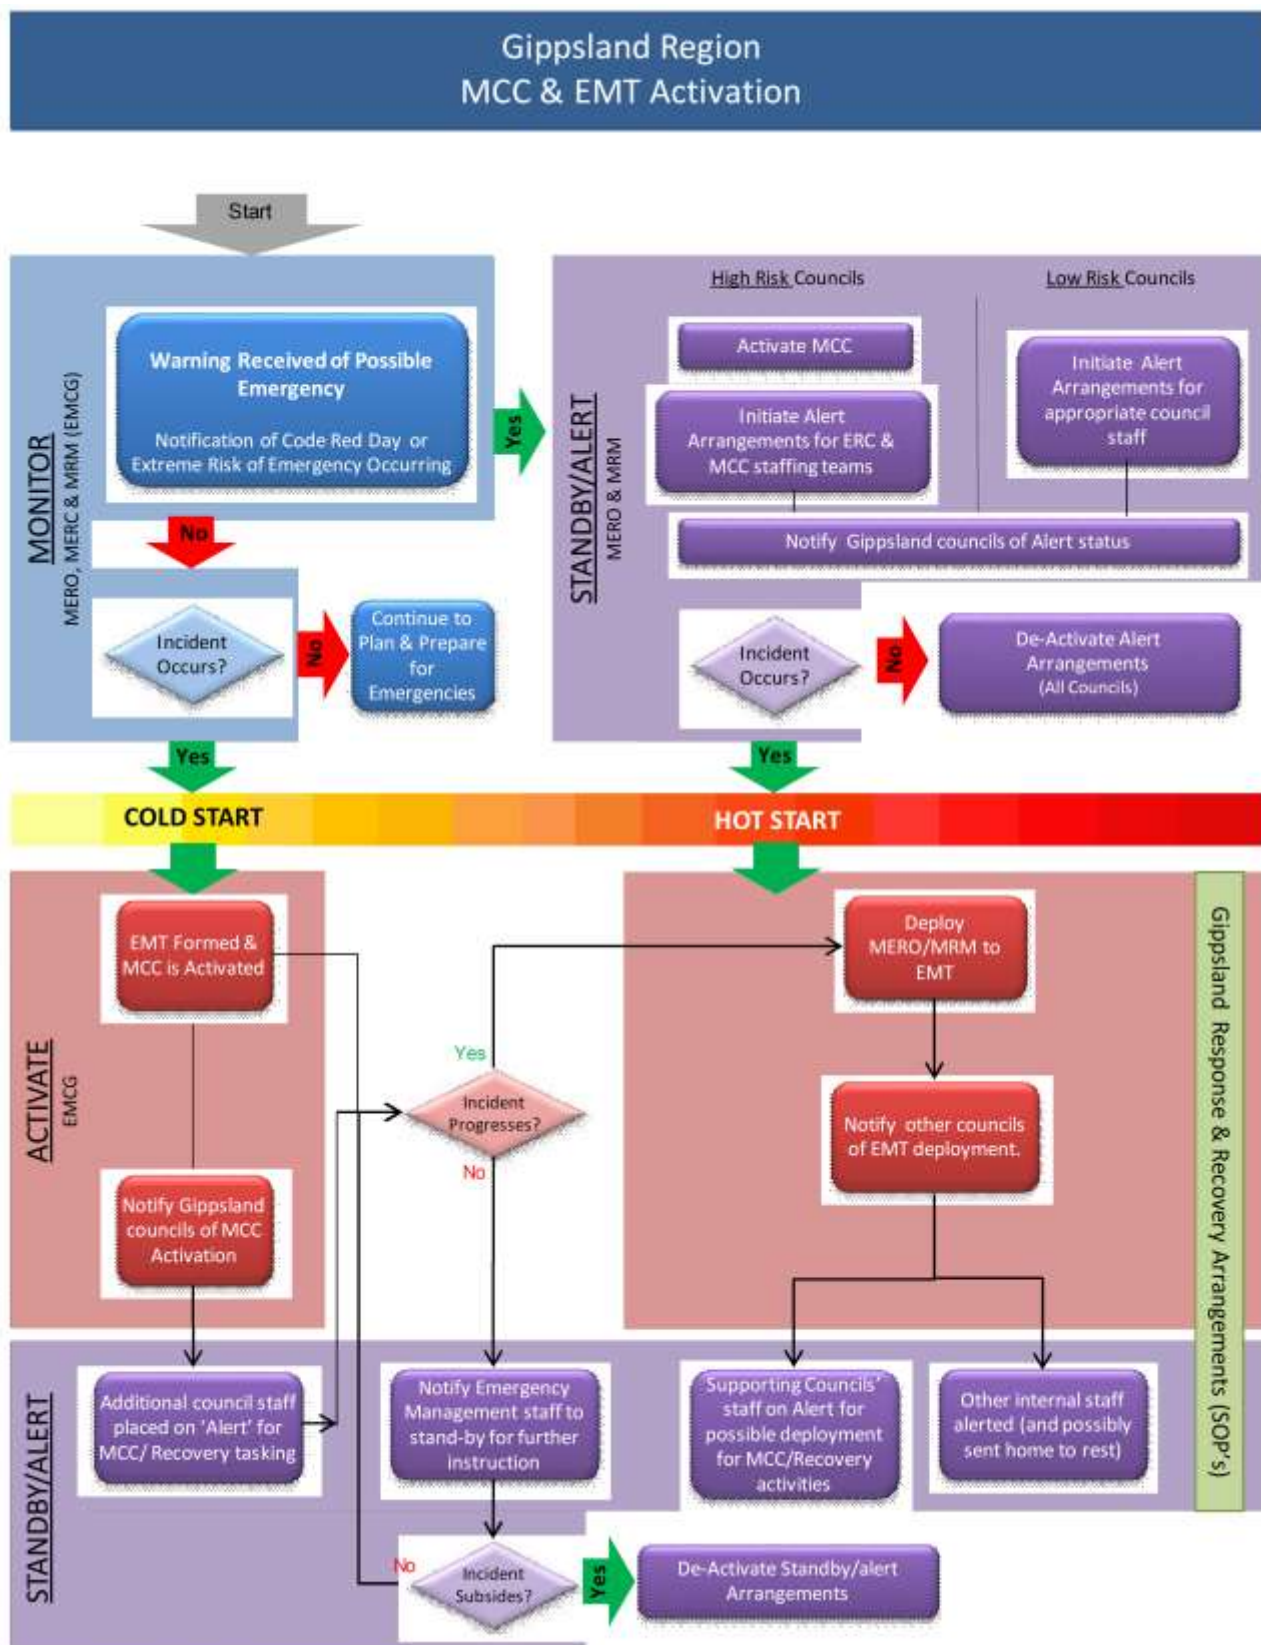 Gippsland Region
MCC & EMT Activation
Start
MONITOR
MERO, MERC & MRM (EMCG)
Warning Received of Possible
Emergency
Notification of Code Red Day or
Extreme Risk of Emergency Occurring
Yes
No
Incident
Occurs?
No
Continue to
Plan & Prepare
for
Emergencies
Yes
STANDBY/ALERT
MERO & MRM
High Risk Councils
Low Risk Councils
Activate MCC
Initiate Alert
Arrangements for ERC &
MCC staffing teams
Initiate Alert
Arrangements for
appropriate council
staff
Notify Gippsland councils of Alert status
Incident
Occurs?
No
De-Activate Alert
Arrangements
(All Councils)
Yes
COLD START
HOT START
ACTIVATE
EMCG
EMT Formed &
MCC is Activated
Notify Gippsland
councils of MCC
Activation
Yes
Incident
Progresses?
No
Deploy
MERO/MRM to
EMT
Notify other councils
of EMT deployment.
Gippsland Response & Recovery Arrangements (SOP's)
STANDBY/ALERT
Additional council staff
placed on 'Alert' for
MCC/ Recovery tasking
Notify Emergency
Management staff to
stand-by for further
instruction
Supporting Councils'
staff on Alert for
possible deployment
for MCC/Recovery
activities
Other internal staff
alerted (and possibly
sent home to rest)
No
Incident
Subsides?
Yes
De-Activate Standby/alert
Arrangements